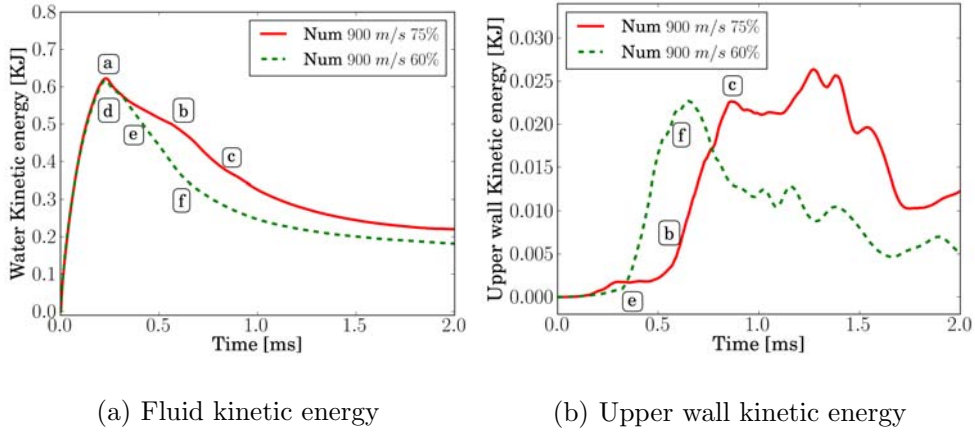 0.8
0.7
0.6
0.5
0.4
0.3
0.2
0.1
0.0
Water Kinetic energy [KJ]
Num 900 m/s 75%
Num 900 m/s 60%
a
b
d
e
c
f
0.0
0.5
1.0
1.5
2.0
Time [ms]
(a) Fluid kinetic energy
0.030
0.025
0.020
0.015
0.010
0.005
0.000
Upper wall Kinetic energy [KJ]
Num 900 m/s 75%
Num 900 m/s 60%
c
f
b
e
0.0
0.5
1.0
1.5
2.0
Time [ms]
(b) Upper wall kinetic energy